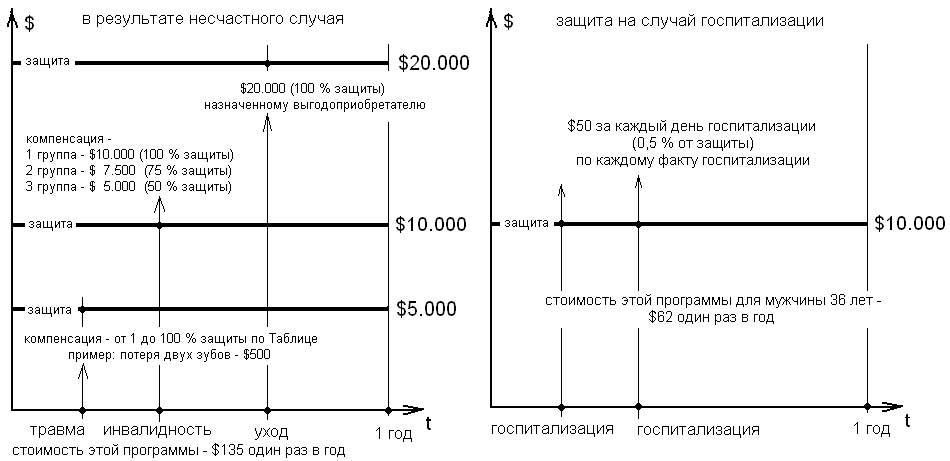 $
в результате несчастного случая
защита
$20.000
$20.000 (100 % защиты)
назначенному выгодоприобретателю
компенсация -
1 группа - $10.000 (100 % защиты)
2 группа - $ 7.500 (75 % защиты)
3 группа - $ 5.000 (50 % защиты)
защита
$10.000
защита
$5.000
компенсация - от 1 до 100 % защиты по Таблице
пример: потеря двух зубов - $500
t
травма
инвалидность
уход
1 год
стоимость этой программы - $135 один раз в год
$
защита на случай госпитализации
$50 за каждый день госпитализации
(0,5 % от защиты)
по каждому факту госпитализации
защита
$10.000
стоимость этой программы для мужчины 36 лет -
$62 один раз в год
t
госпитализация
госпитализация
1 год